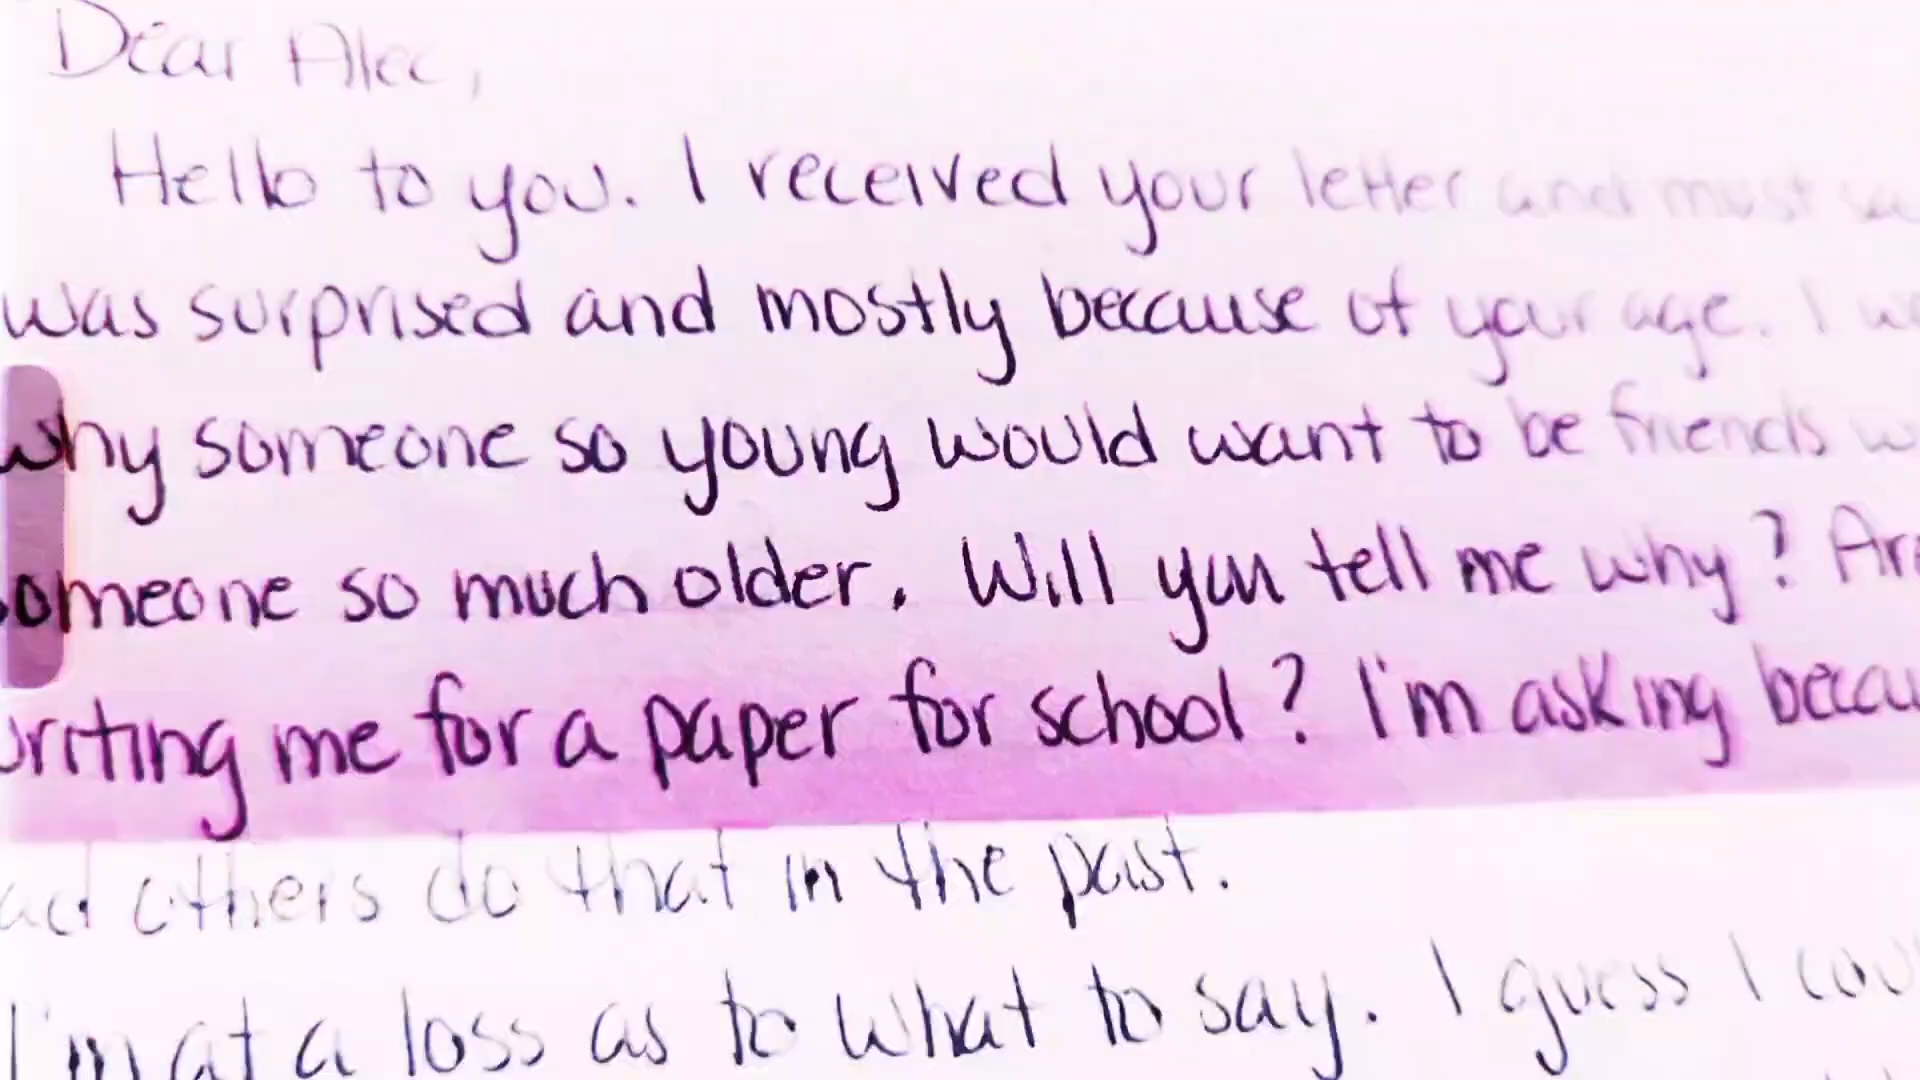 Dear Alec,
Hello to you. I received your letter and must
was surprised and mostly because of your age. I
why someone so young would want to be friends
someone so much older. Will you tell me why?
writing me for a paper for school? I'm asking
others do that in the past.
I'm at a loss as to what to say. I guess I